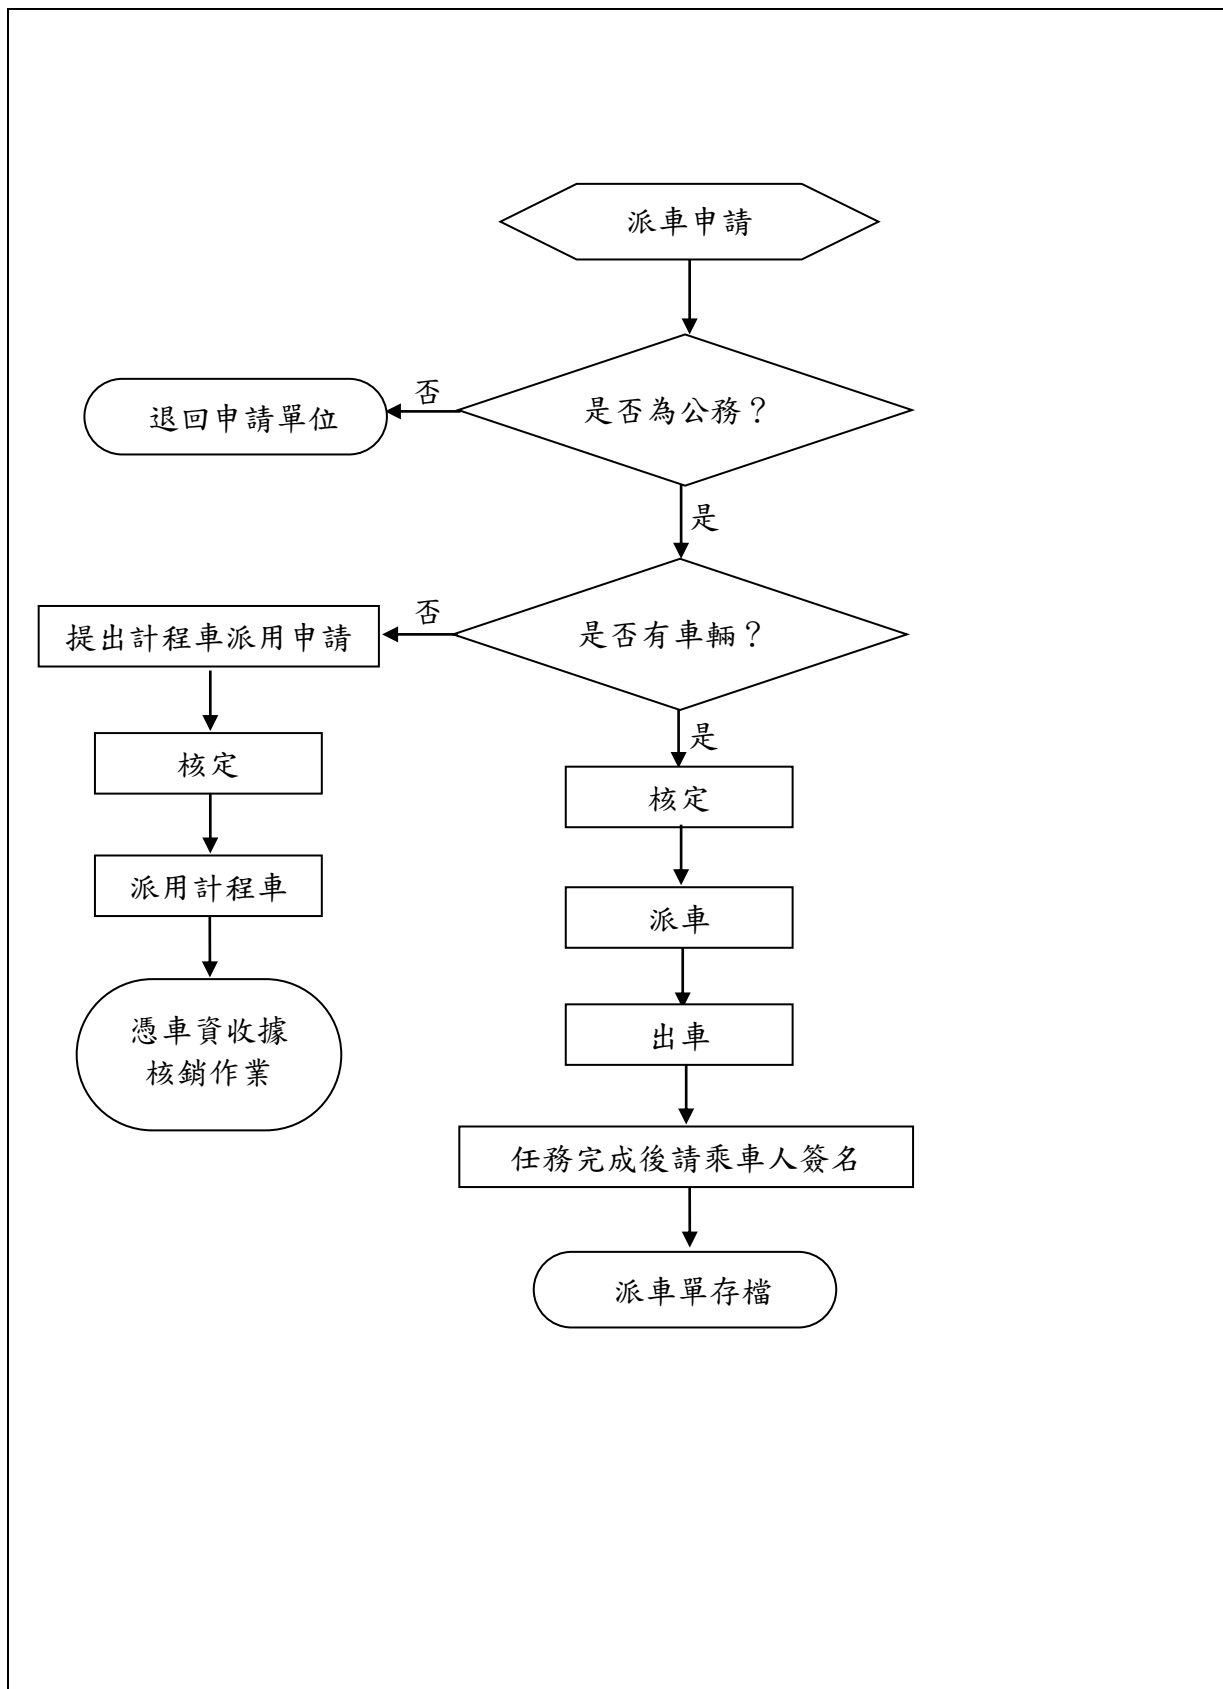 派車申請
否
是否為公務？
退回申請單位
是
否
是否有車輛？
提出計程車派用申請
是
核定
核定
派用計程車
派車
憑車資收據
核銷作業
出車
任務完成後請乘車人簽名
派車單存檔